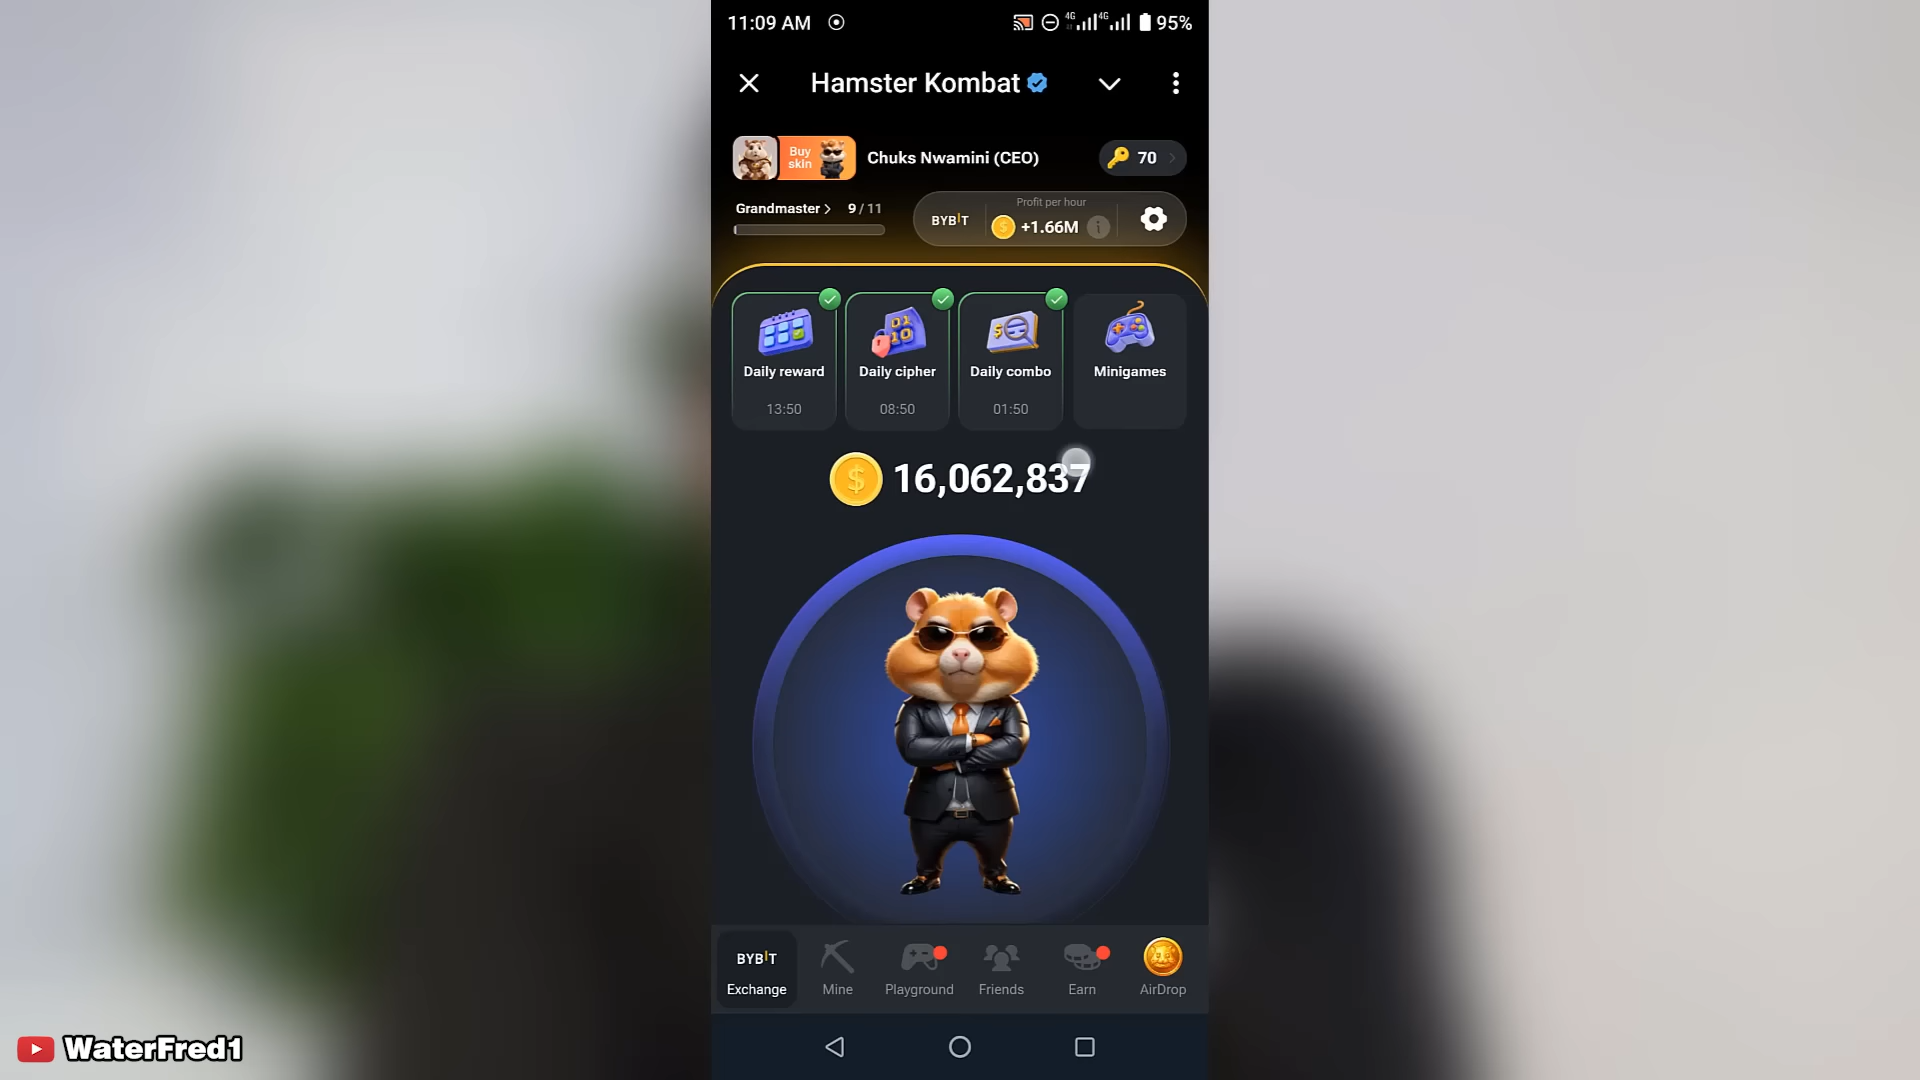 11:09 AM
4G 4G 95%
Hamster Kombat
Buy skin
Chuks Nwamini (CEO)
70
Grandmaster > 9 / 11
BYBIT
Profit per hour
+1.66M
Daily reward
13:50
Daily cipher
08:50
Daily combo
01:50
Minigames
16,062,837
BYBIT
Exchange
Mine
Playground
Friends
Earn
AirDrop
WaterFred1